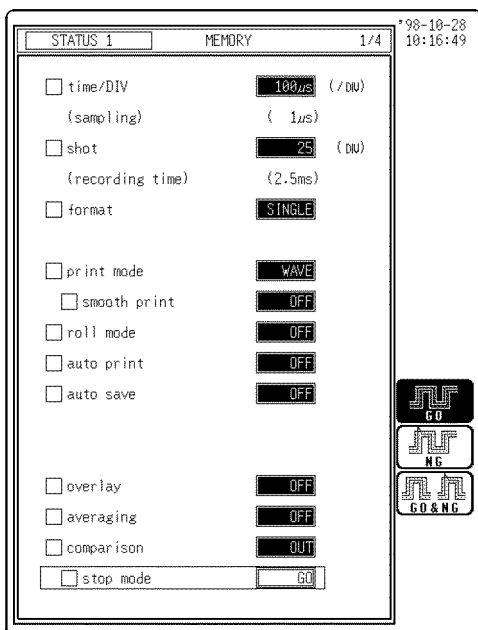 '98-10-28
STATUS 1 MEMORY 1/4 10:16:49
time/DIV 100µs (/DIV)
(sampling) ( 1µs)
shot 25 (DIV)
(recording time) (2.5ms)
format SINGLE
print mode WAVE
smooth print OFF
roll mode OFF
auto print OFF
auto save OFF
GO
NG
overlay OFF
GO&NG
averaging OFF
comparison OUT
stop mode GO